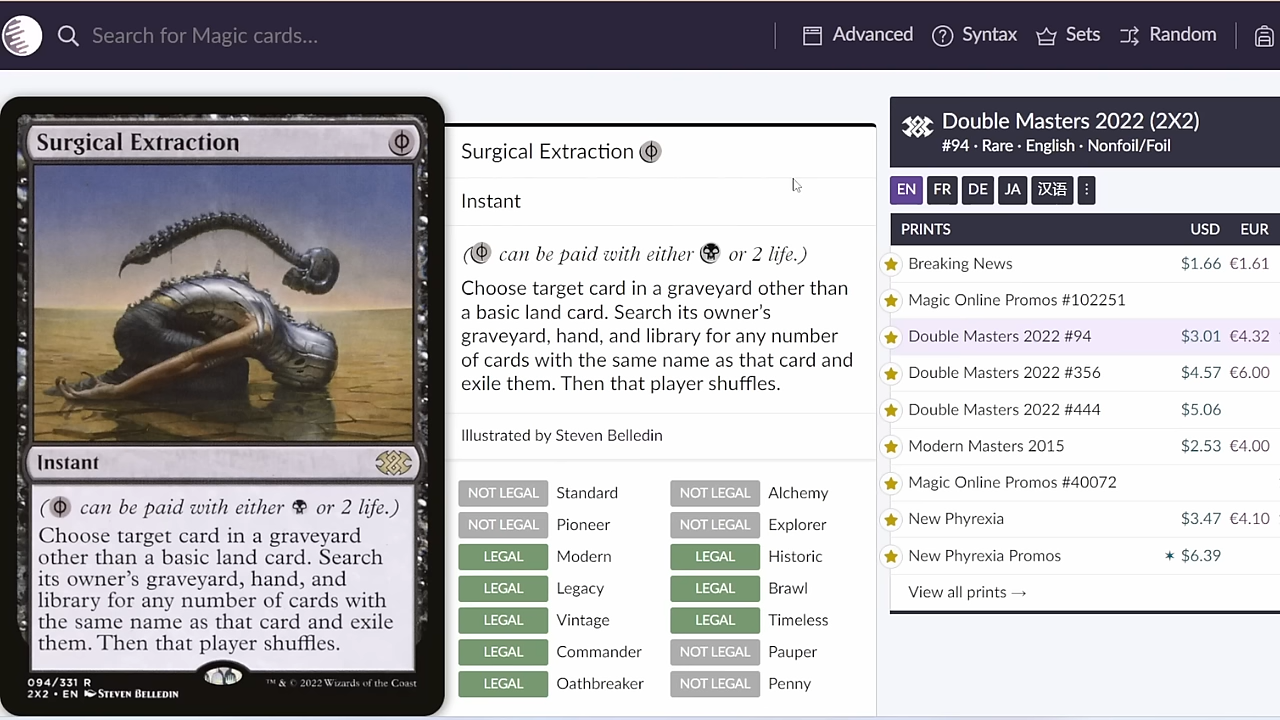 Search for Magic cards...
Advanced
Syntax
Sets
Random
Surgical Extraction
Instant
( can be paid with either or 2 life.)
Choose target card in a graveyard
other than a basic land card. Search
its owner's graveyard, hand, and
library for any number of cards with
the same name as that card and exile
them. Then that player shuffles.
094/331 R
2X2 • EN STEVEN BELLEDIN
™ & © 2022 Wizards of the Coast
Surgical Extraction
Instant
( can be paid with either or 2 life.)
Choose target card in a graveyard other than
a basic land card. Search its owner's
graveyard, hand, and library for any number
of cards with the same name as that card and
exile them. Then that player shuffles.
Illustrated by Steven Belledin
NOT LEGAL Standard NOT LEGAL Alchemy
NOT LEGAL Pioneer NOT LEGAL Explorer
LEGAL Modern LEGAL Historic
LEGAL Legacy LEGAL Brawl
LEGAL Vintage LEGAL Timeless
LEGAL Commander NOT LEGAL Pauper
LEGAL Oathbreaker NOT LEGAL Penny
Double Masters 2022 (2X2)
#94 · Rare · English · Nonfoil/Foil
EN FR DE JA 汉语
PRINTS USD EUR
Breaking News $1.66 €1.61
Magic Online Promos #102251
Double Masters 2022 #94 $3.01 €4.32
Double Masters 2022 #356 $4.57 €6.00
Double Masters 2022 #444 $5.06
Modern Masters 2015 $2.53 €4.00
Magic Online Promos #40072
New Phyrexia $3.47 €4.10
New Phyrexia Promos ✶ $6.39
View all prints →